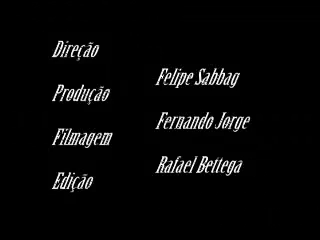 Direção
Produção
Filmagem
Edição
Felipe Sabbag
Fernando Jorge
Rafael Bettega